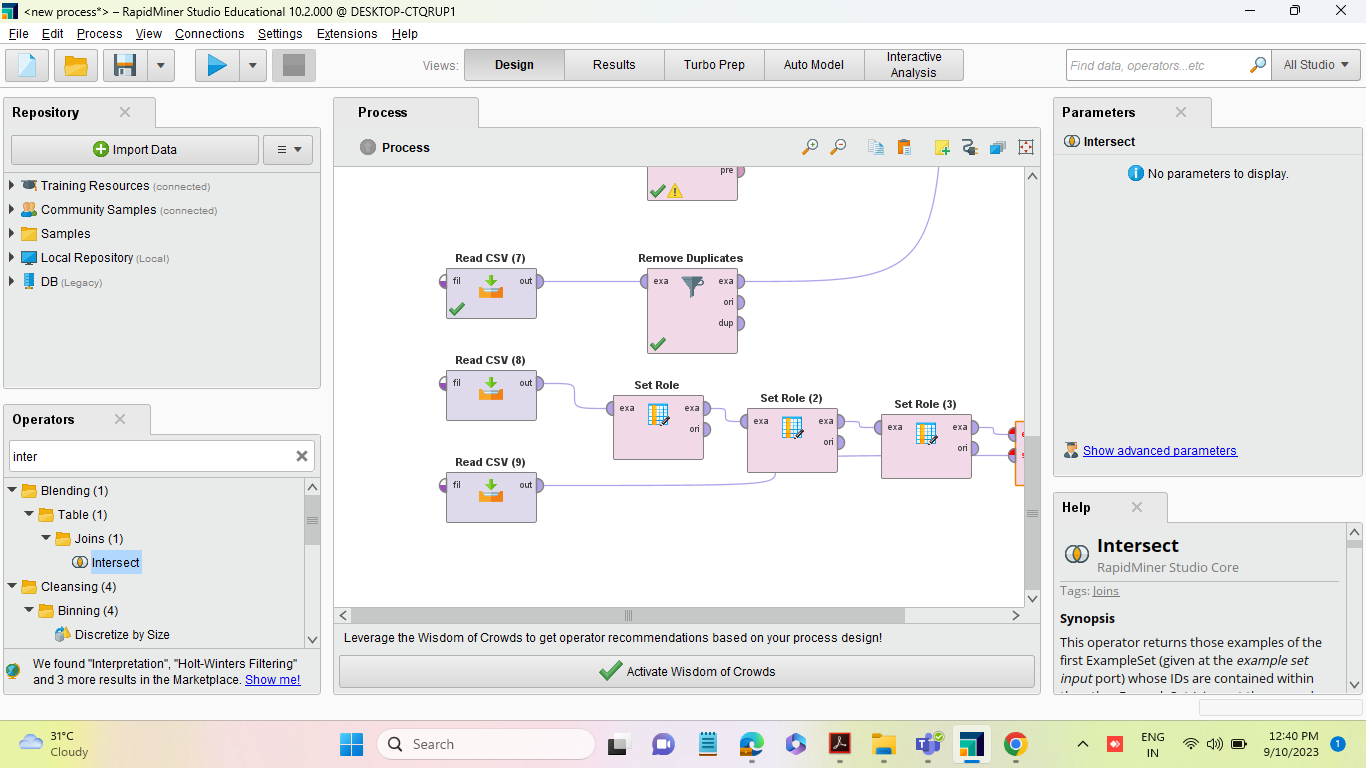 <new process*> – RapidMiner Studio Educational 10.2.000 @ DESKTOP-CTQRUP1
File Edit Process View Connections Settings Extensions Help
Views: Design Results Turbo Prep Auto Model Interactive Analysis
Find data, operators...etc All Studio
Repository
Import Data
Training Resources (connected)
Community Samples (connected)
Samples
Local Repository (Local)
DB (Legacy)
Operators
inter
Blending (1)
Table (1)
Joins (1)
Intersect
Cleansing (4)
Binning (4)
Discretize by Size
We found "Interpretation", "Holt-Winters Filtering"
and 3 more results in the Marketplace. Show me!
Process
Process
pre
Read CSV (7)
fil out
Remove Duplicates
exa exa
ori
dup
Read CSV (8)
fil out
Set Role
exa exa
ori
Set Role (2)
exa exa
ori
Set Role (3)
exa exa
ori
Read CSV (9)
fil out
Leverage the Wisdom of Crowds to get operator recommendations based on your process design!
Activate Wisdom of Crowds
Parameters
Intersect
No parameters to display.
Show advanced parameters
Help
Intersect
RapidMiner Studio Core
Tags: Joins
Synopsis
This operator returns those examples of the
first ExampleSet (given at the example set
input port) whose IDs are contained within
31°C
Cloudy
Search
ENG
IN
12:40 PM
9/10/2023
1